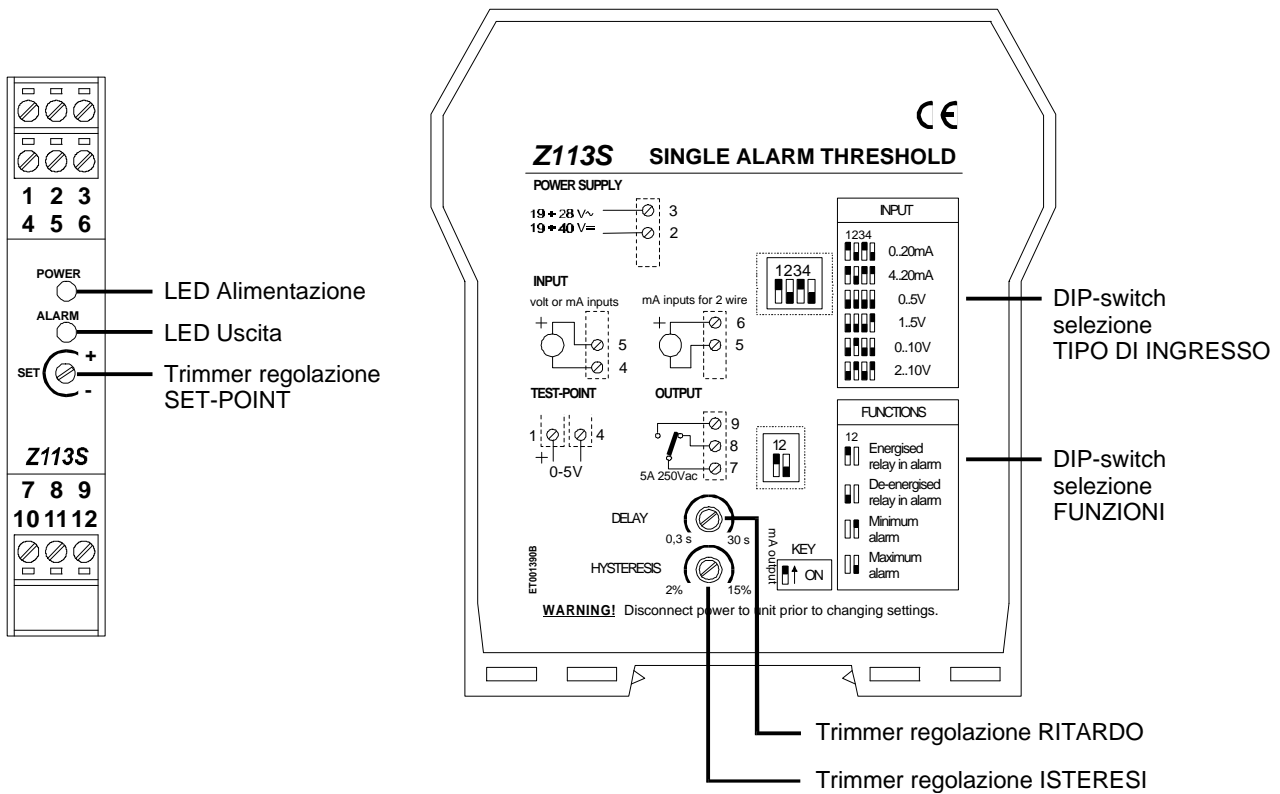 1 2 3
4 5 6
POWER
LED Alimentazione
ALARM
LED Uscita
+
SET
-
Trimmer regolazione
SET-POINT
Z113S
7 8 9
10 11 12
CE
Z113S SINGLE ALARM THRESHOLD
POWER SUPPLY
19÷28 V~ 3
19÷40 V= 2
INPUT
volt or mA inputs
+
5
4
mA inputs for 2 wire
+
6
5
1234
TEST-POINT
1 4
+
0-5V
OUTPUT
9
8
7
5A 250Vac
12
DELAY
0,3 s 30 s
HYSTERESIS
2% 15%
ET001390B
mA output
KEY
ON
WARNING! Disconnect power to unit prior to changing settings.
INPUT
1234
0..20mA
4..20mA
0..5V
1..5V
0..10V
2..10V
FUNCTIONS
12
Energised
relay in alarm
De-energised
relay in alarm
Minimum
alarm
Maximum
alarm
DIP-switch
selezione
TIPO DI INGRESSO
DIP-switch
selezione
FUNZIONI
Trimmer regolazione RITARDO
Trimmer regolazione ISTERESI